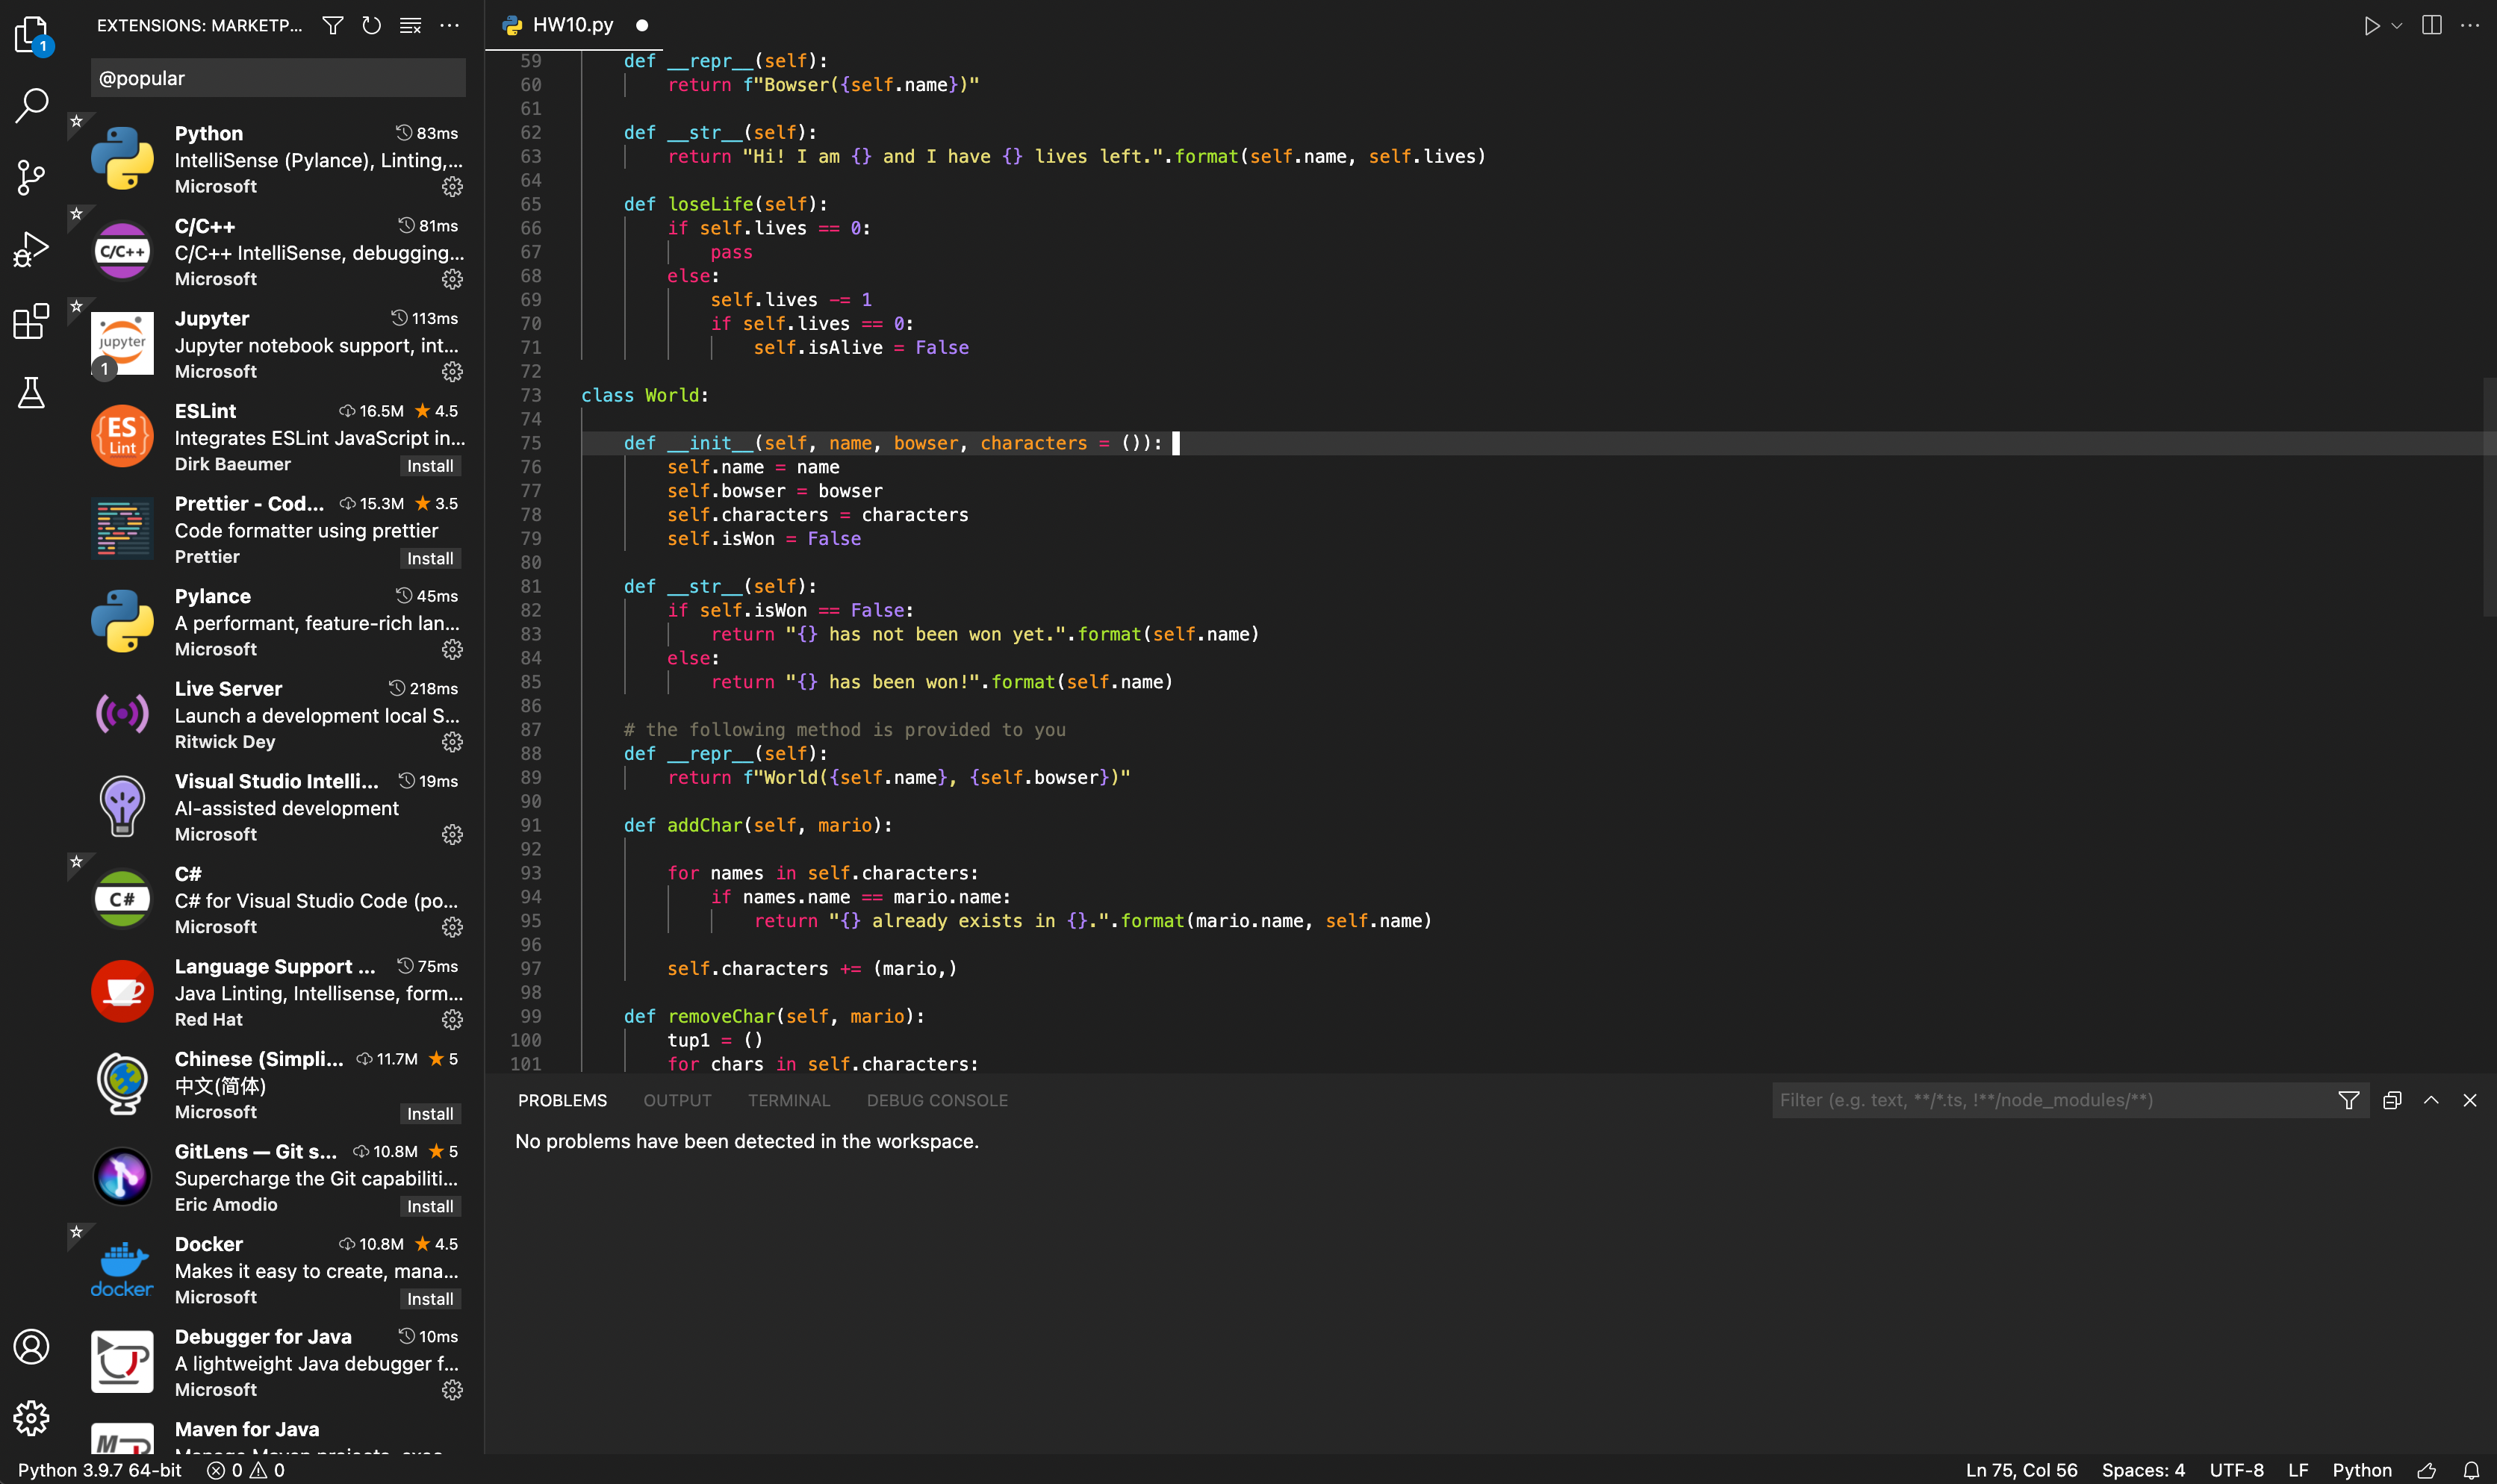 1
EXTENSIONS: MARKETP...
@popular
Python 83ms
IntelliSense (Pylance), Linting,...
Microsoft
C/C++
C/C++ 81ms
C/C++ IntelliSense, debugging...
Microsoft
jupyter
1
Jupyter 113ms
Jupyter notebook support, int...
Microsoft
ES
Lint
ESLint 16.5M 4.5
Integrates ESLint JavaScript in...
Dirk Baeumer Install
Prettier - Cod... 15.3M 3.5
Code formatter using prettier
Prettier Install
Pylance 45ms
A performant, feature-rich lan...
Microsoft
Live Server 218ms
Launch a development local S...
Ritwick Dey
Visual Studio Intelli... 19ms
AI-assisted development
Microsoft
C#
C#
C# for Visual Studio Code (po...
Microsoft
Language Support ... 75ms
Java Linting, Intellisense, form...
Red Hat
Chinese (Simpli... 11.7M 5
中文(简体)
Microsoft Install
GitLens — Git s... 10.8M 5
Supercharge the Git capabiliti...
Eric Amodio Install
docker
Docker 10.8M 4.5
Makes it easy to create, mana...
Microsoft Install
Debugger for Java 10ms
A lightweight Java debugger f...
Microsoft
M
Maven for Java
HW10.py
59 def __repr__(self):
60 return f"Bowser({self.name})"
61
62 def __str__(self):
63 return "Hi! I am {} and I have {} lives left.".format(self.name, self.lives)
64
65 def loseLife(self):
66 if self.lives == 0:
67 pass
68 else:
69 self.lives -= 1
70 if self.lives == 0:
71 self.isAlive = False
72
73 class World:
74
75 def __init__(self, name, bowser, characters = ()):
76 self.name = name
77 self.bowser = bowser
78 self.characters = characters
79 self.isWon = False
80
81 def __str__(self):
82 if self.isWon == False:
83 return "{} has not been won yet.".format(self.name)
84 else:
85 return "{} has been won!".format(self.name)
86
87 # the following method is provided to you
88 def __repr__(self):
89 return f"World({self.name}, {self.bowser})"
90
91 def addChar(self, mario):
92
93 for names in self.characters:
94 if names.name == mario.name:
95 return "{} already exists in {}.".format(mario.name, self.name)
96
97 self.characters += (mario,)
98
99 def removeChar(self, mario):
100 tup1 = ()
101 for chars in self.characters:
PROBLEMS OUTPUT TERMINAL DEBUG CONSOLE Filter (e.g. text, **/*.ts, !**/node_modules/**)
No problems have been detected in the workspace.
Python 3.9.7 64-bit 0 0 Ln 75, Col 56 Spaces: 4 UTF-8 LF Python